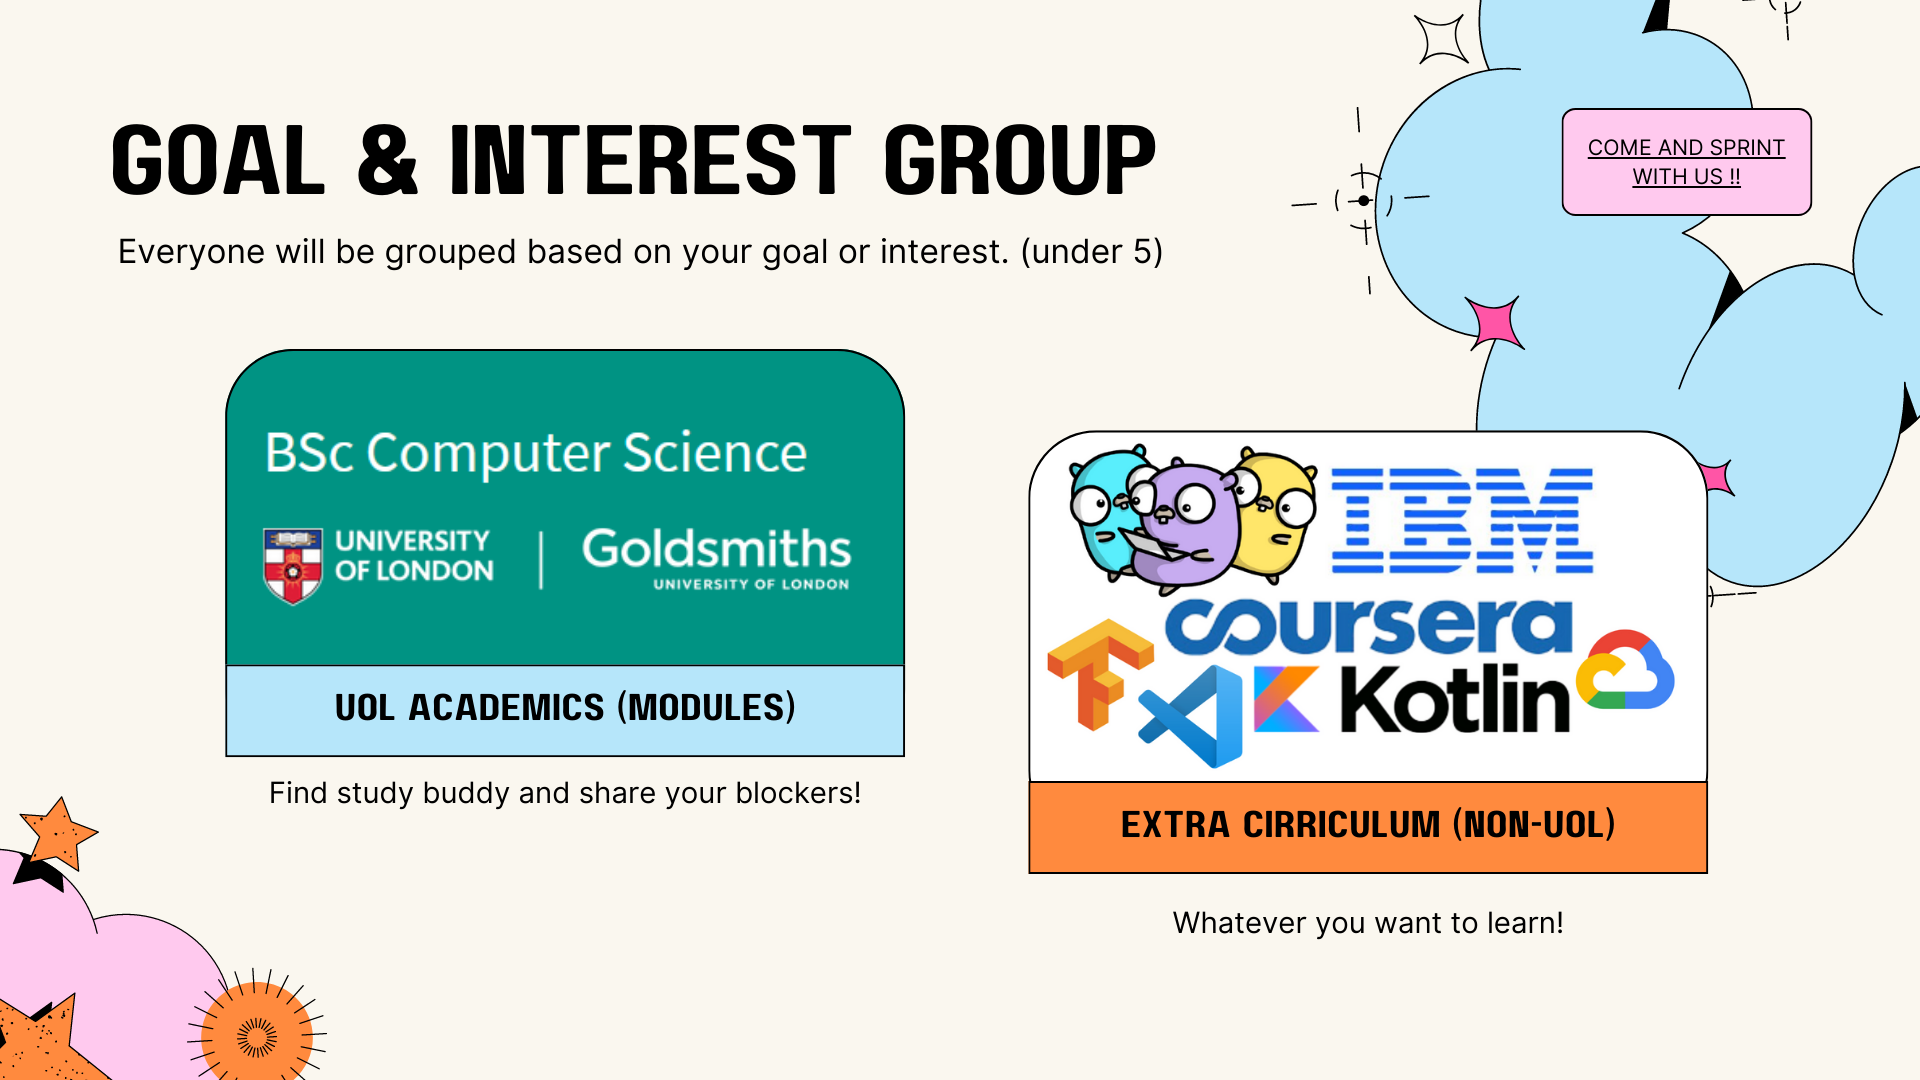 GOAL & INTEREST GROUP
Everyone will be grouped based on your goal or interest. (under 5)
COME AND SPRINT
WITH US !!
BSc Computer Science
UNIVERSITY
OF LONDON
Goldsmiths
UNIVERSITY OF LONDON
UOL ACADEMICS (MODULES)
Find study buddy and share your blockers!
IBM
coursera
Kotlin
EXTRA CIRRICULUM (NON-UOL)
Whatever you want to learn!